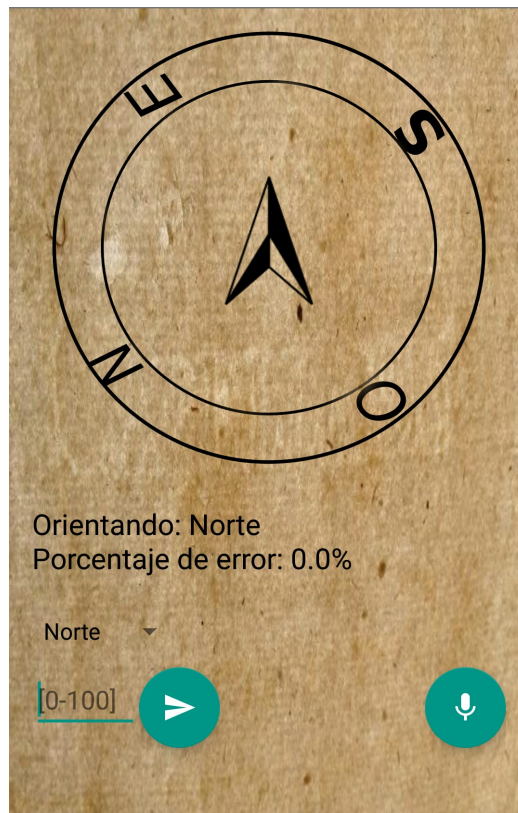 E
S
N
O
Orientando: Norte
Porcentaje de error: 0.0%
Norte
[0-100]